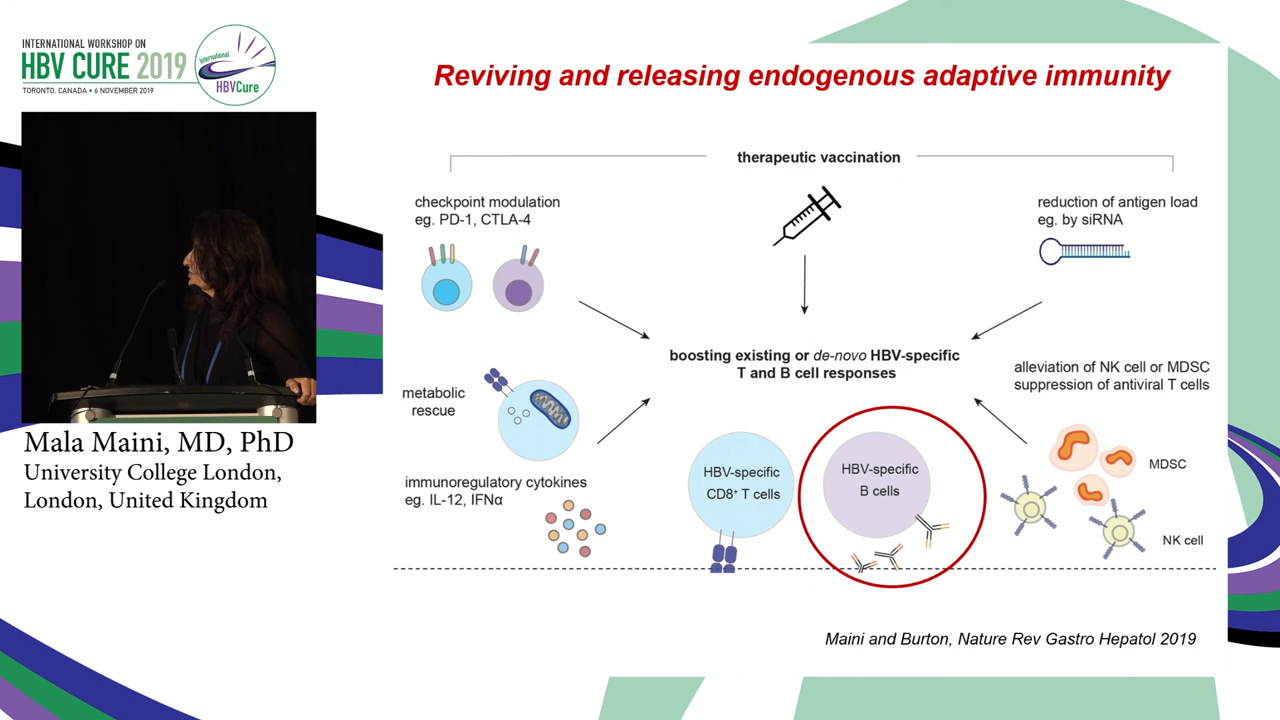 INTERNATIONAL WORKSHOP ON
HBV CURE 2019
TORONTO, CANADA • 6 NOVEMBER 2019
International
HBVCure
Mala Maini, MD, PhD
University College London,
London, United Kingdom
Reviving and releasing endogenous adaptive immunity
therapeutic vaccination
checkpoint modulation
eg. PD-1, CTLA-4
reduction of antigen load
eg. by siRNA
boosting existing or de-novo HBV-specific
T and B cell responses
metabolic
rescue
alleviation of NK cell or MDSC
suppression of antiviral T cells
immunoregulatory cytokines
eg. IL-12, IFNα
HBV-specific
CD8⁺ T cells
HBV-specific
B cells
MDSC
NK cell
Maini and Burton, Nature Rev Gastro Hepatol 2019